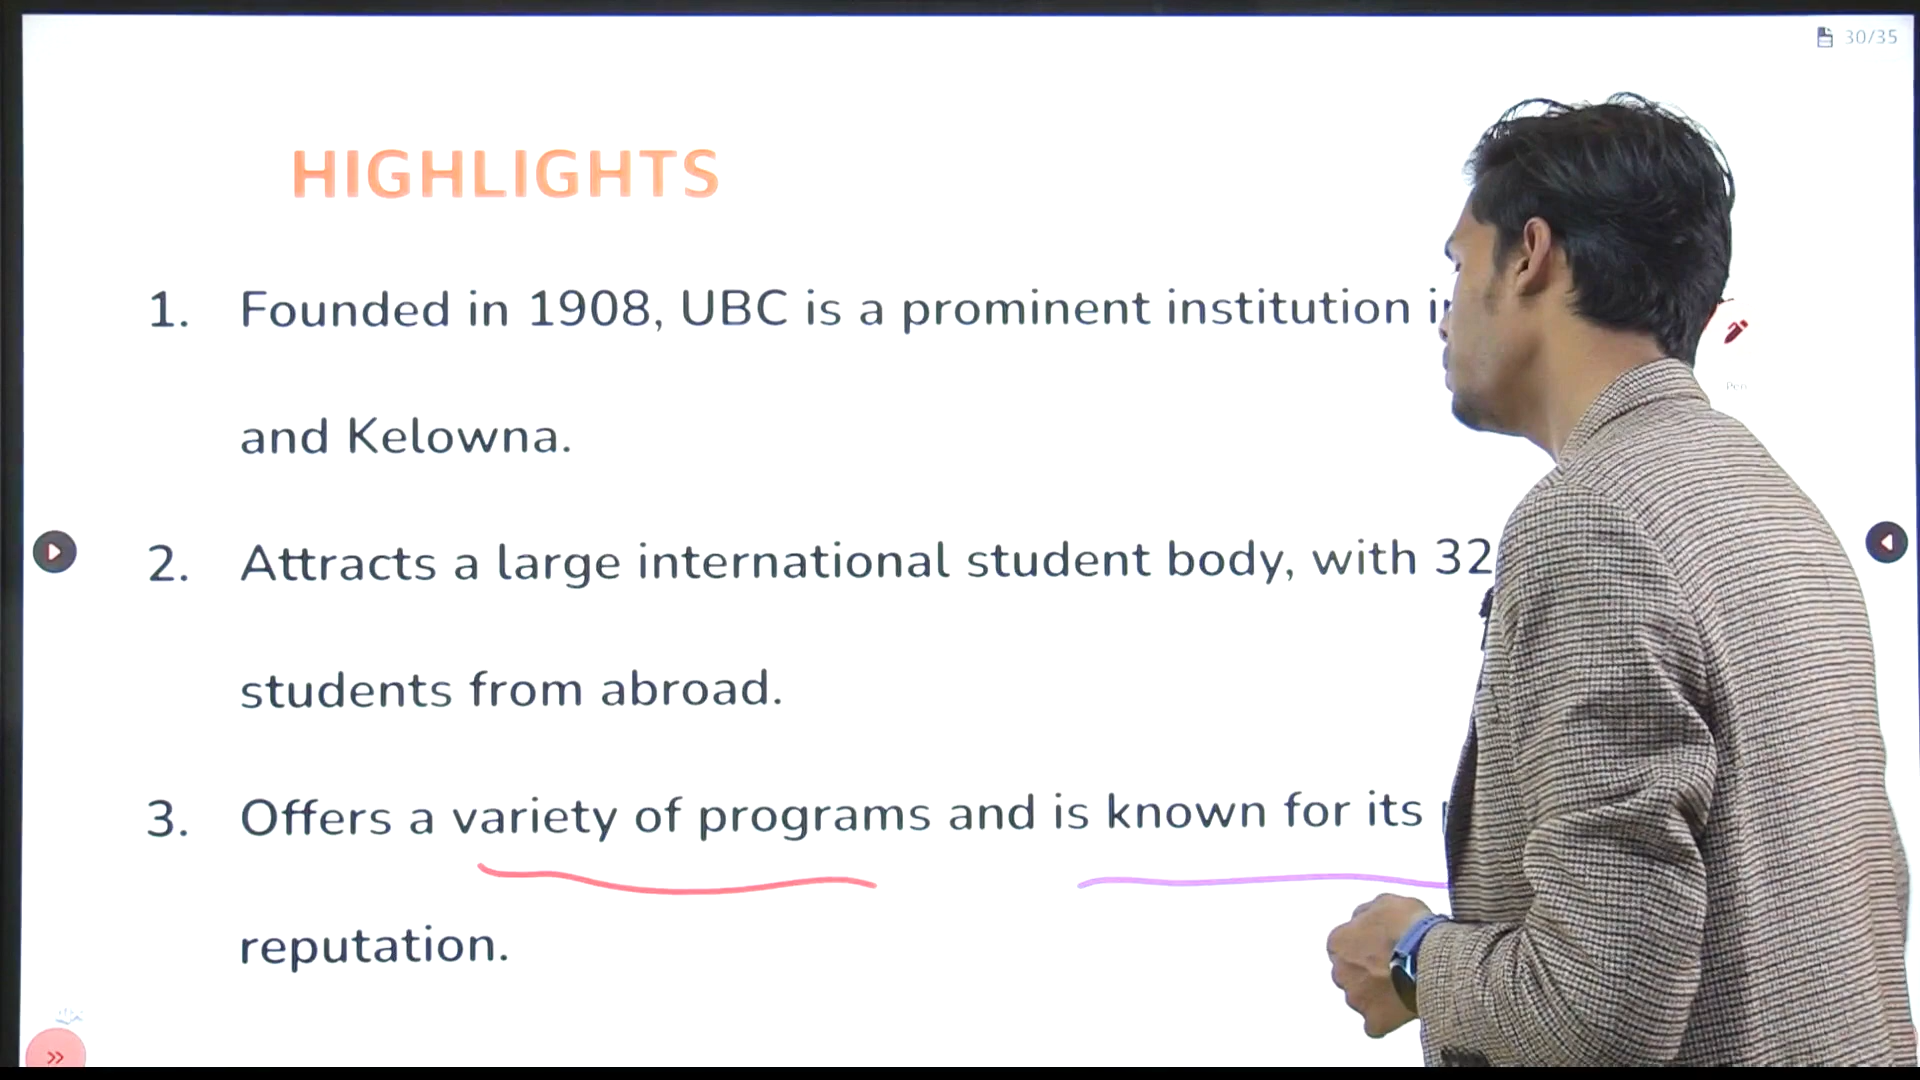 30/35
HIGHLIGHTS
1. Founded in 1908, UBC is a prominent institution
and Kelowna.
2. Attracts a large international student body, with 32
students from abroad.
3. Offers a variety of programs and is known for its
reputation.
Pen